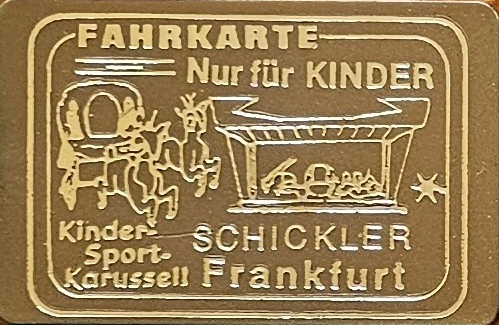 FAHRKARTE
Nur für KINDER
Kinder-
Sport-
Karussell
SCHICKLER
Frankfurt